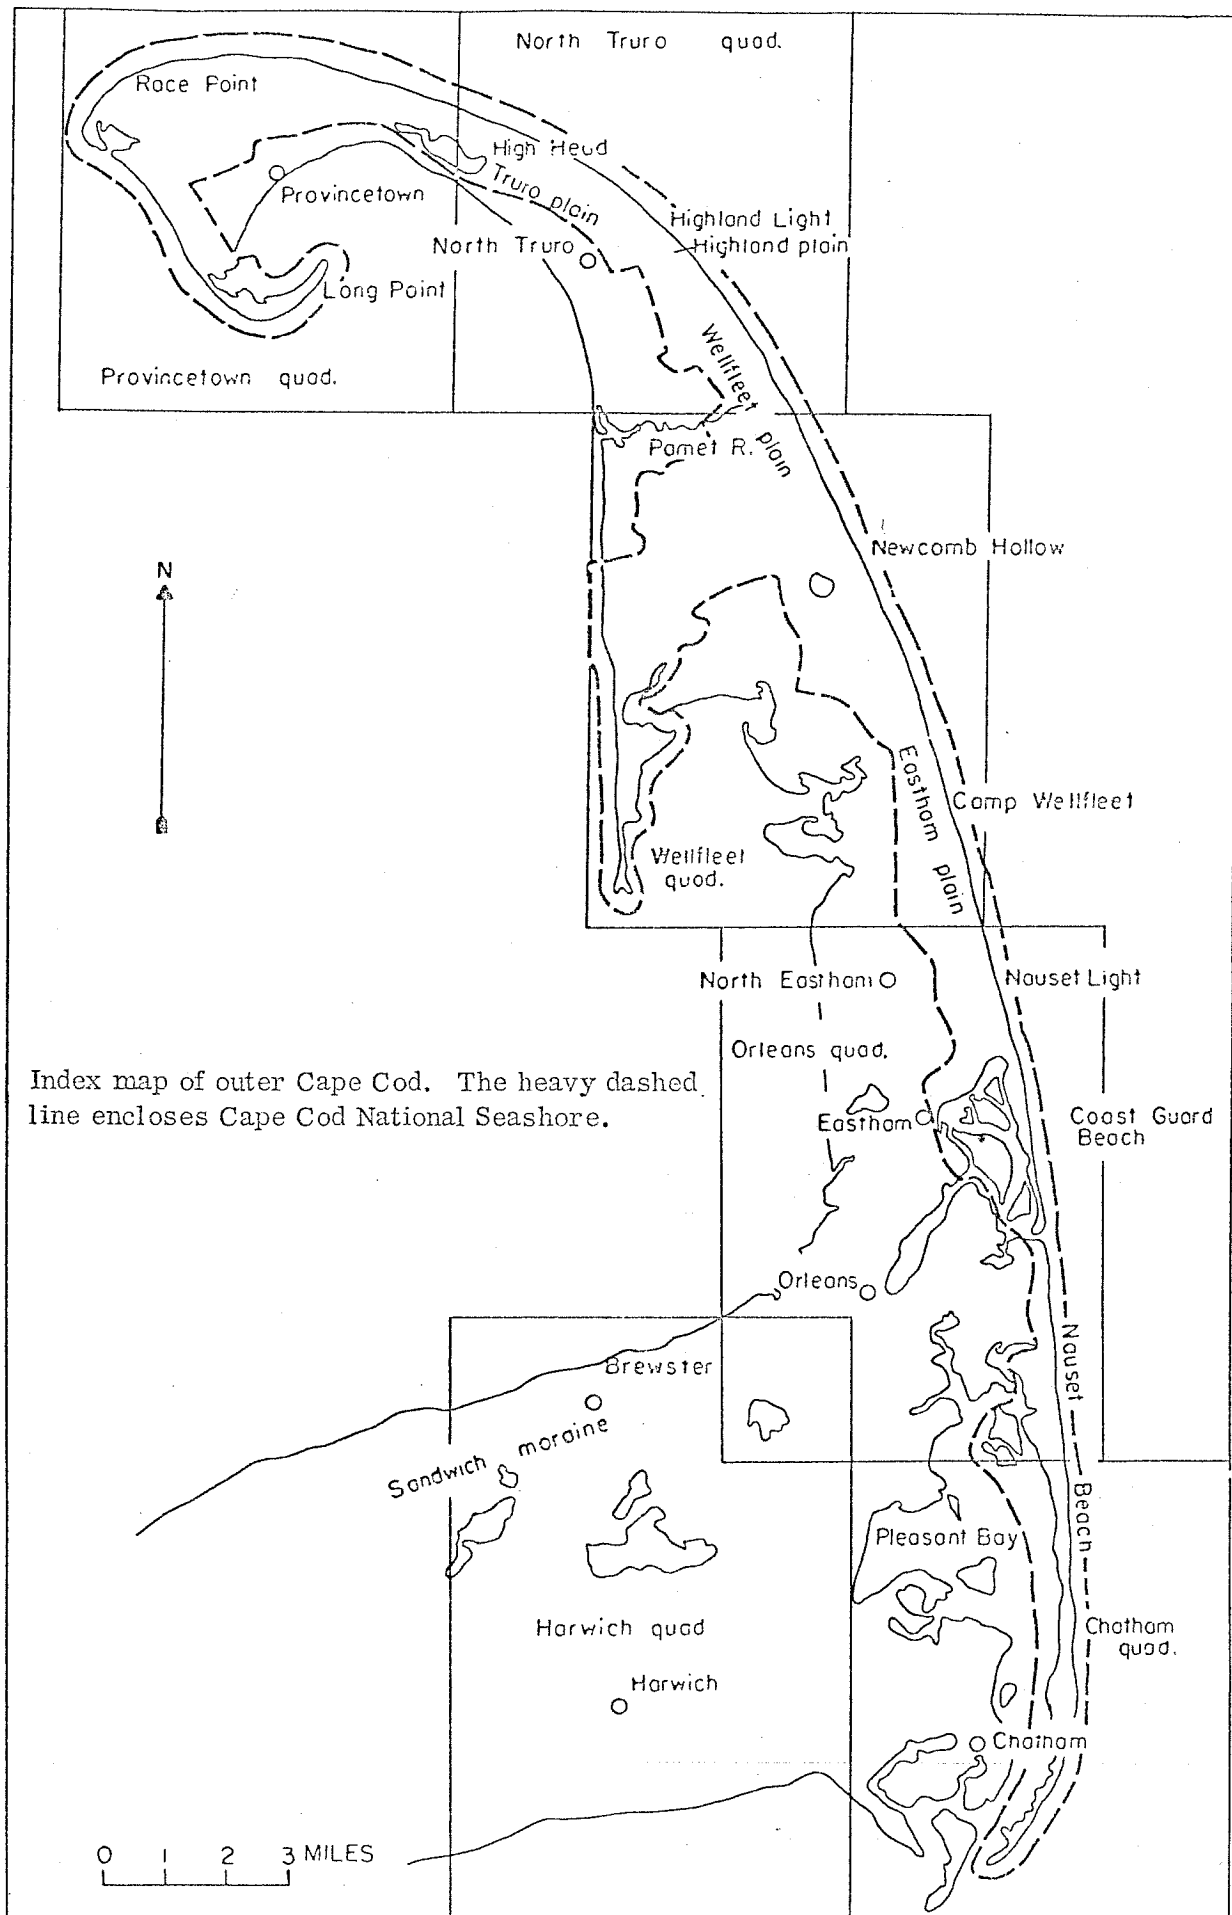 North Truro quad.
Race Point
High Head
Truro plain
Provincetown
Highland Light
Highland plain
North Truro
Long Point
Provincetown quad.
Wellfleet plain
Pamet R.
Newcomb Hollow
N
Eastham plain
Camp Wellfleet
Wellfleet
quad.
North Eastham
Nauset Light
Orleans quad.
Index map of outer Cape Cod. The heavy dashed
line encloses Cape Cod National Seashore.
Eastham
Coast Guard
Beach
Orleans
Nauset Beach
Brewster
Sandwich moraine
Pleasant Bay
Harwich quad
Chatham
quad.
Harwich
Chatham
0 1 2 3 MILES